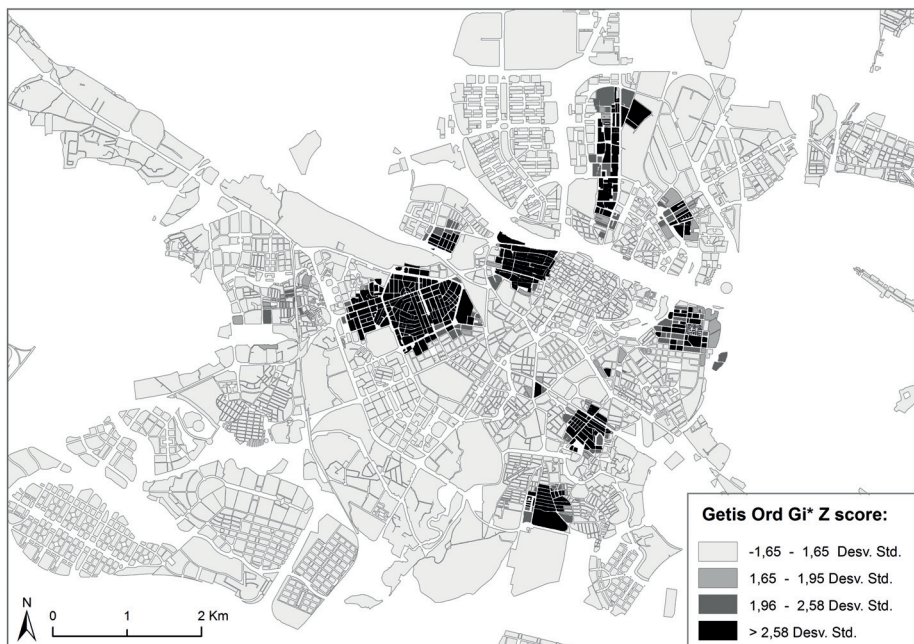 Getis Ord Gi* Z score:
-1,65 - 1,65 Desv. Std.
1,65 - 1,95 Desv. Std.
1,96 - 2,58 Desv. Std.
> 2,58 Desv. Std.
N
0 1 2 Km